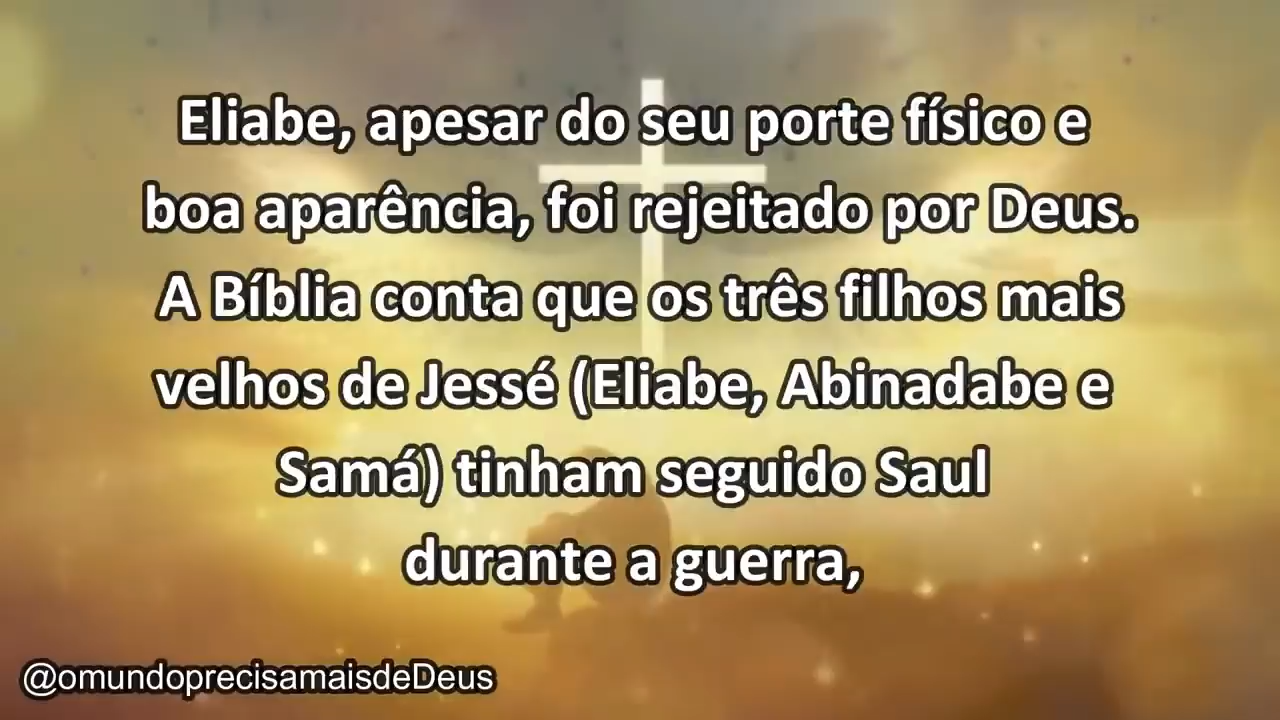 Eliabe, apesar do seu porte físico e
boa aparência, foi rejeitado por Deus.
A Bíblia conta que os três filhos mais
velhos de Jessé (Eliabe, Abinadabe e
Samá) tinham seguido Saul
durante a guerra,
@omundoprecisamaisdeDeus